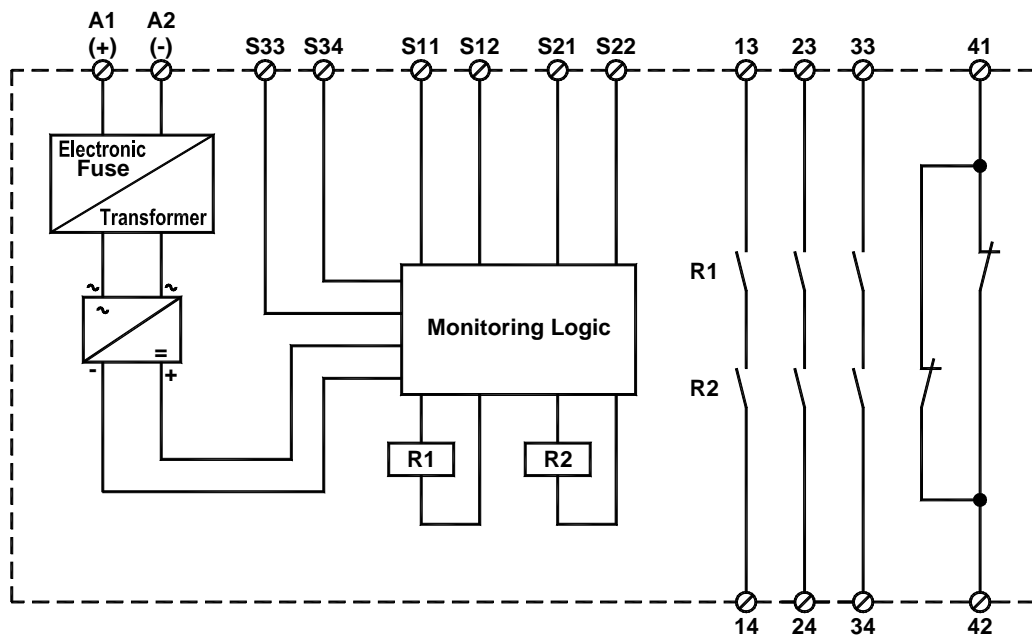 A1 A2
(+) (-) S33 S34 S11 S12 S21 S22 13 23 33 41
Electronic
Fuse
Transformer
~ ~
~
=
- +
Monitoring Logic
R1 R2
R1
R2
14 24 34 42